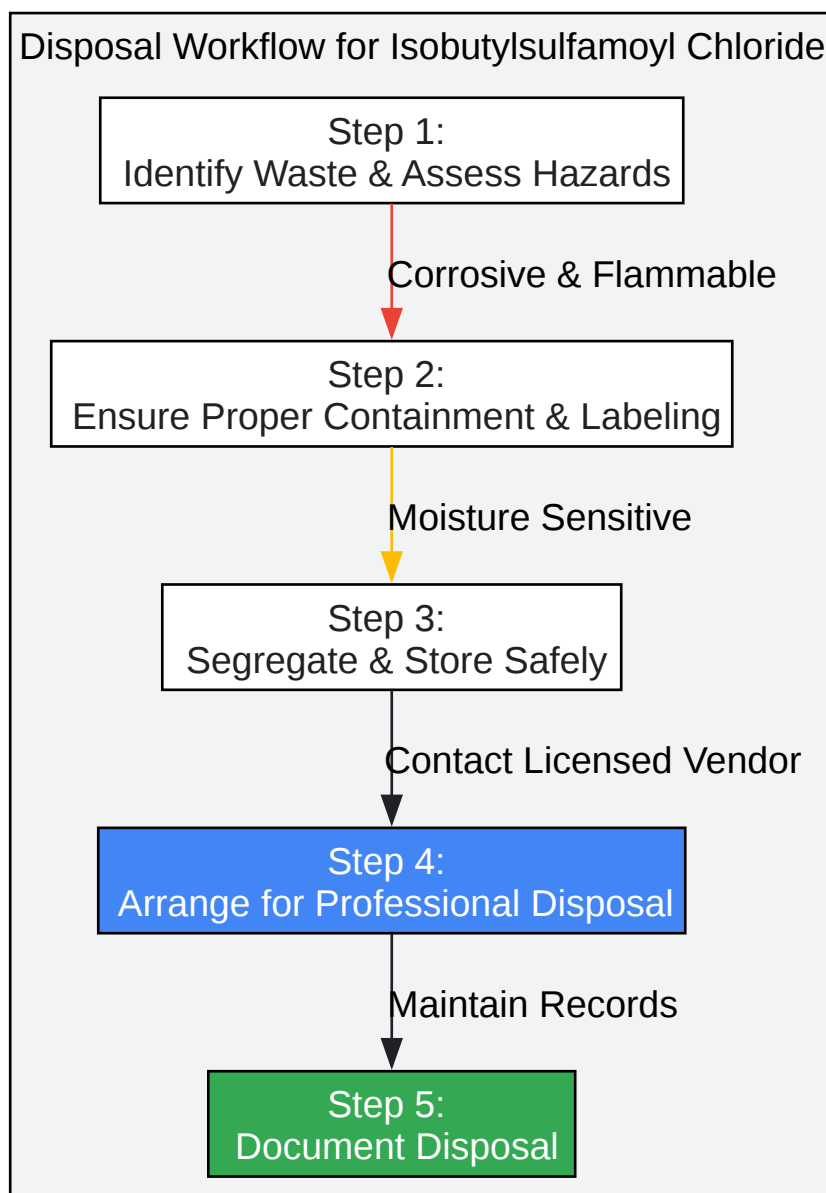 Disposal Workflow for Isobutylsulfamoyl Chloride
Step 1:
Identify Waste & Assess Hazards
Corrosive & Flammable
Step 2:
Ensure Proper Containment & Labeling
Moisture Sensitive
Step 3:
Segregate & Store Safely
Contact Licensed Vendor
Step 4:
Arrange for Professional Disposal
Maintain Records
Step 5:
Document Disposal